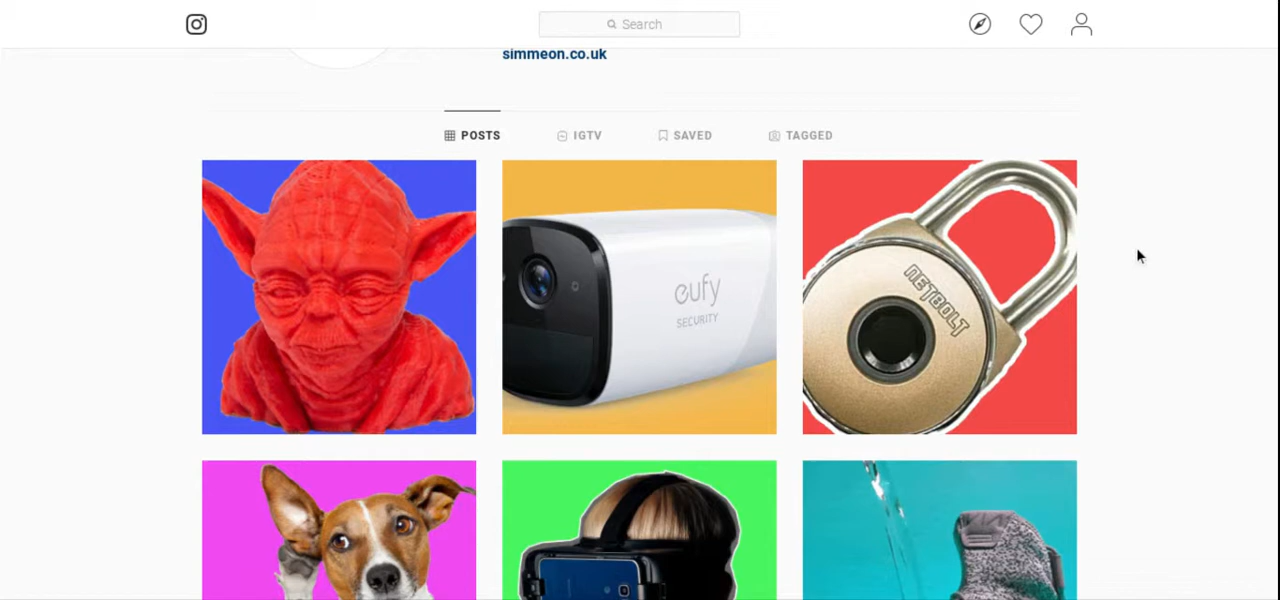 Search
simmeon.co.uk
POSTS
IGTV
SAVED
TAGGED
eufy
SECURITY
NETBOLT